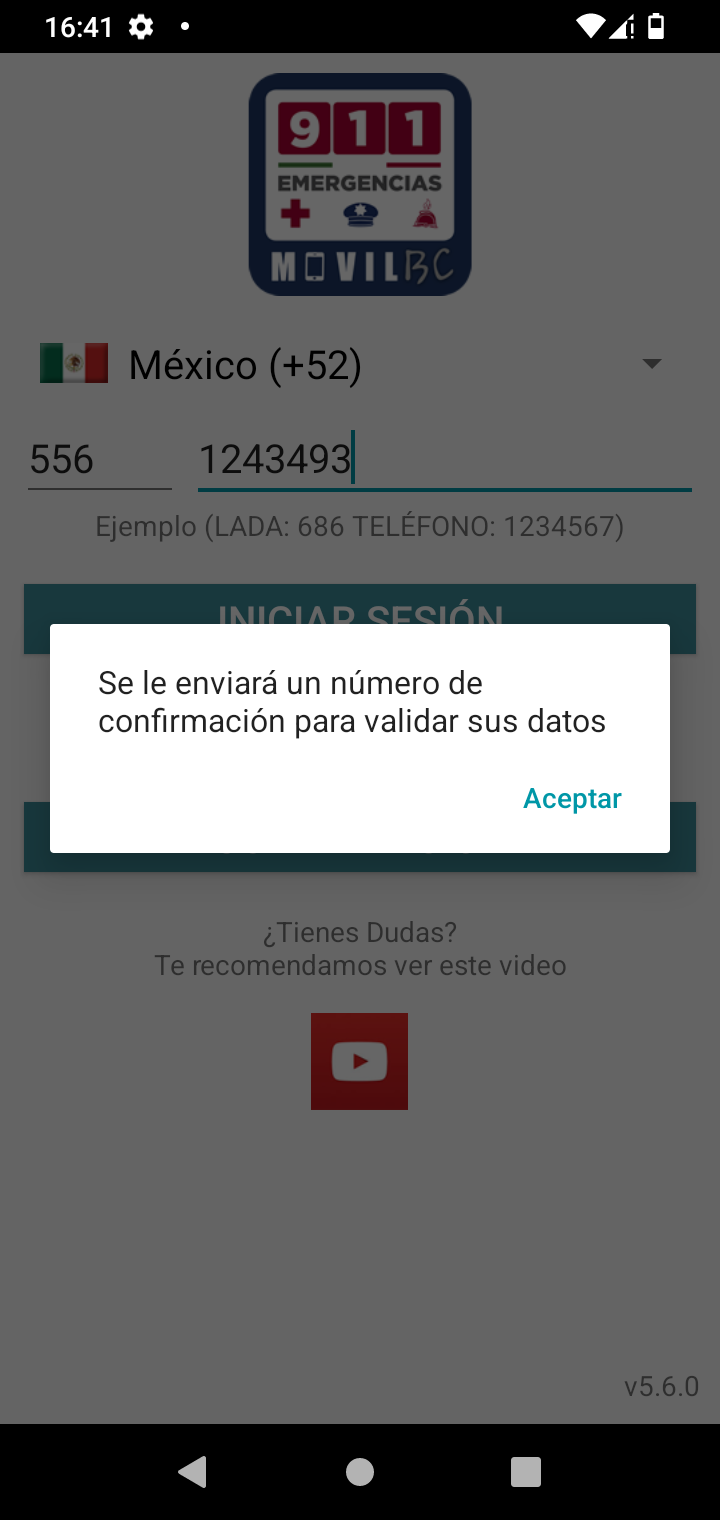 16:41
911
EMERGENCIAS
MOVILBC
México (+52)
556 1243493
Ejemplo (LADA: 686 TELÉFONO: 1234567)
INICIAR SESIÓN
Se le enviará un número de
confirmación para validar sus datos
Aceptar
¿Tienes Dudas?
Te recomendamos ver este video
v5.6.0